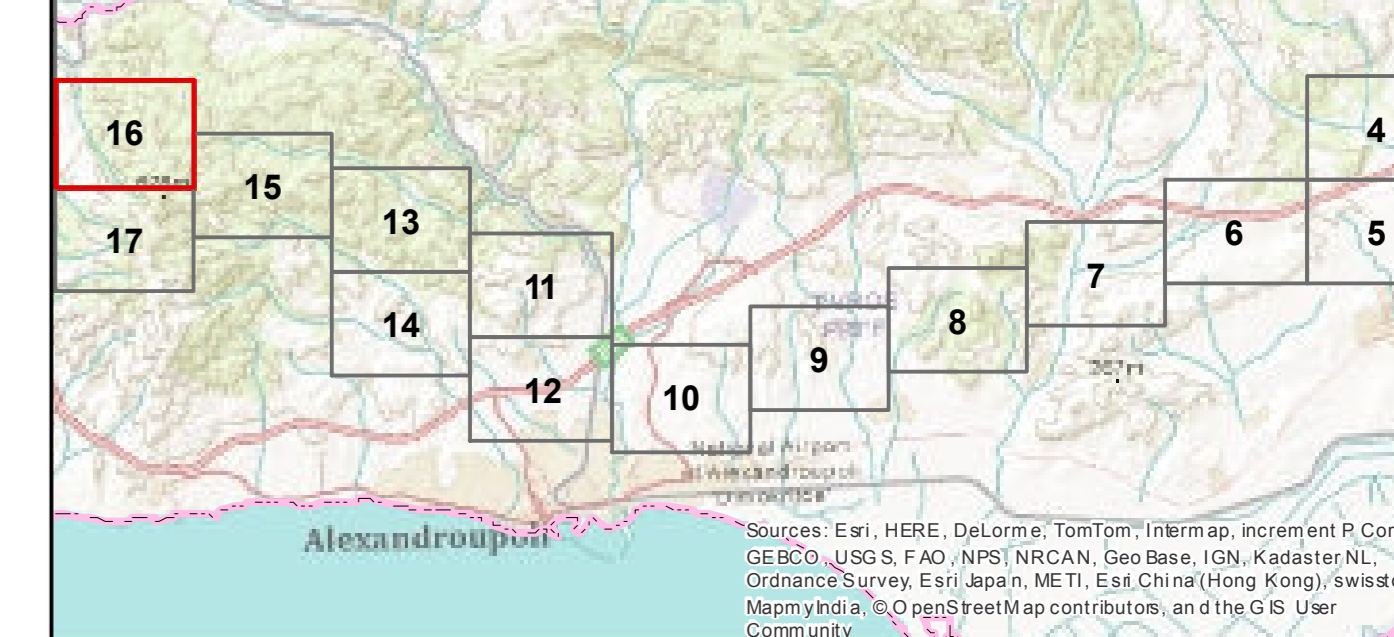 16
4
15
17
13
6
5
11
7
14
8
9
12
10
Alexandroupoli
National Airport
Sources: Esri, HERE, DeLorme, TomTom, Intermap, increment P Cor
GEBCO, USGS, FAO, NPS, NRCAN, GeoBase, IGN, Kadaster NL,
Ordnance Survey, Esri Japan, METI, Esri China (Hong Kong), swissto
MapmyIndia, © OpenStreetMap contributors, and the GIS User
Community